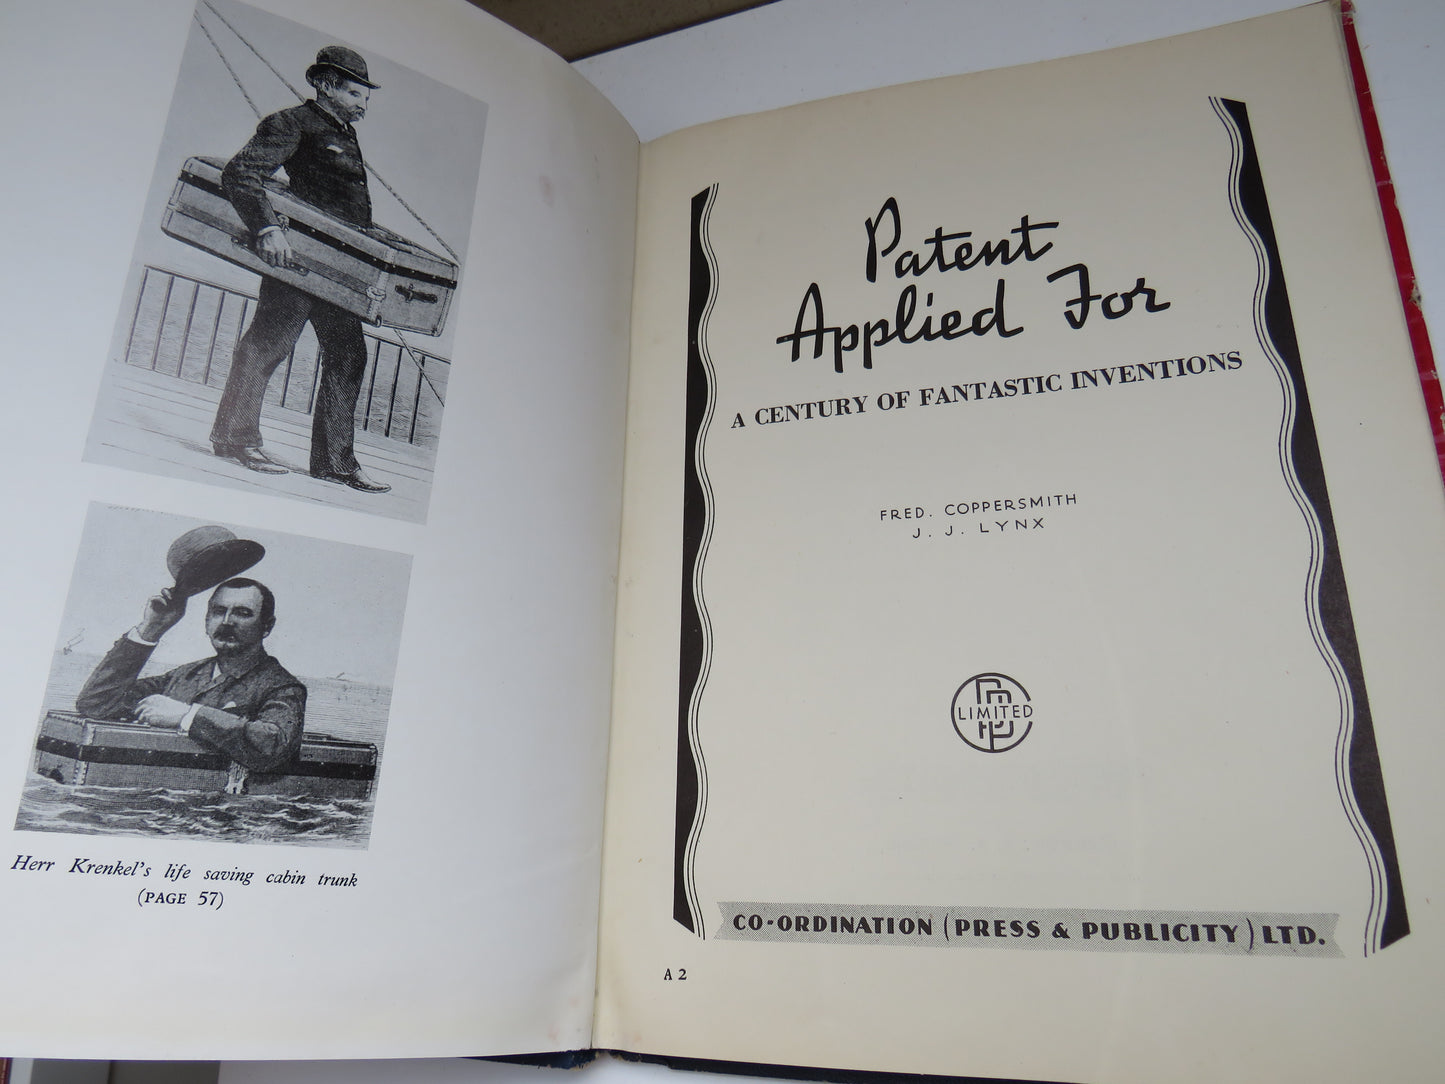 Herr Krenkel's life saving cabin trunk
(PAGE 57)
Patent
Applied For
A CENTURY OF FANTASTIC INVENTIONS
FRED. COPPERSMITH
J. J. LYNX
LIMITED
CO-ORDINATION (PRESS & PUBLICITY) LTD.
A 2